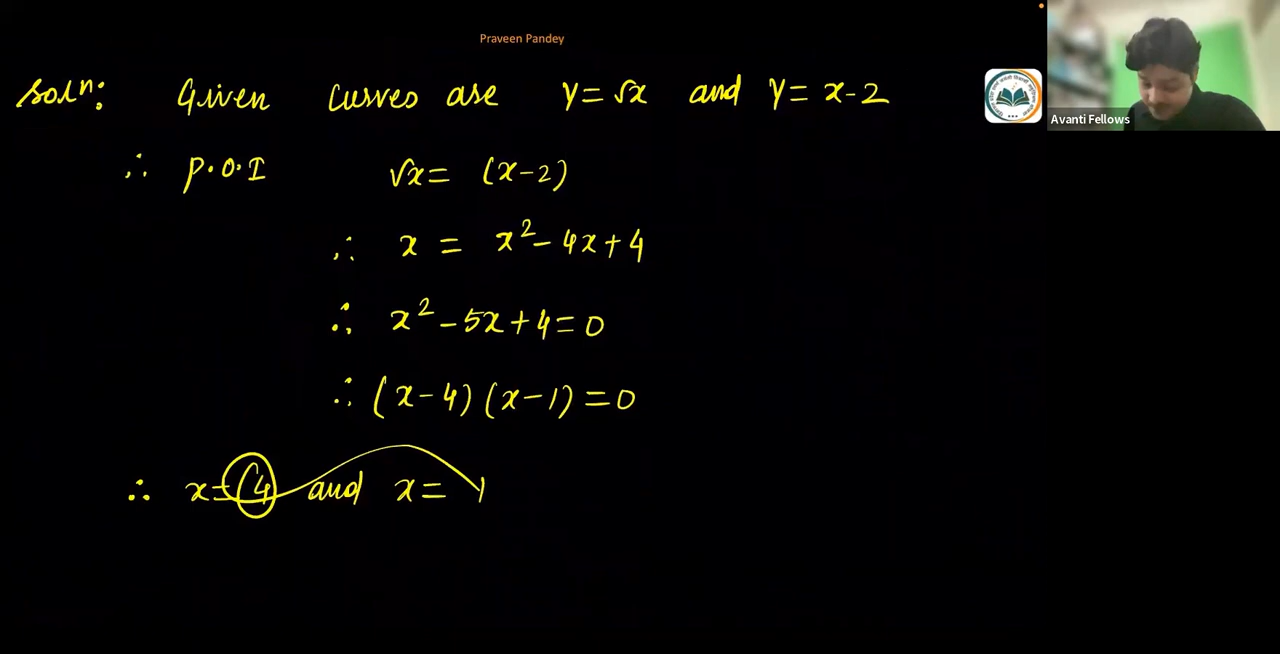 Praveen Pandey
Soln: Given curves are y=√x and y= x-2
∴ P.O.I √x= (x-2)
∴ x = x²-4x+4
∴ x²-5x+4=0
∴ (x-4)(x-1)=0
∴ x=4 and x= 1
Avanti Fellows